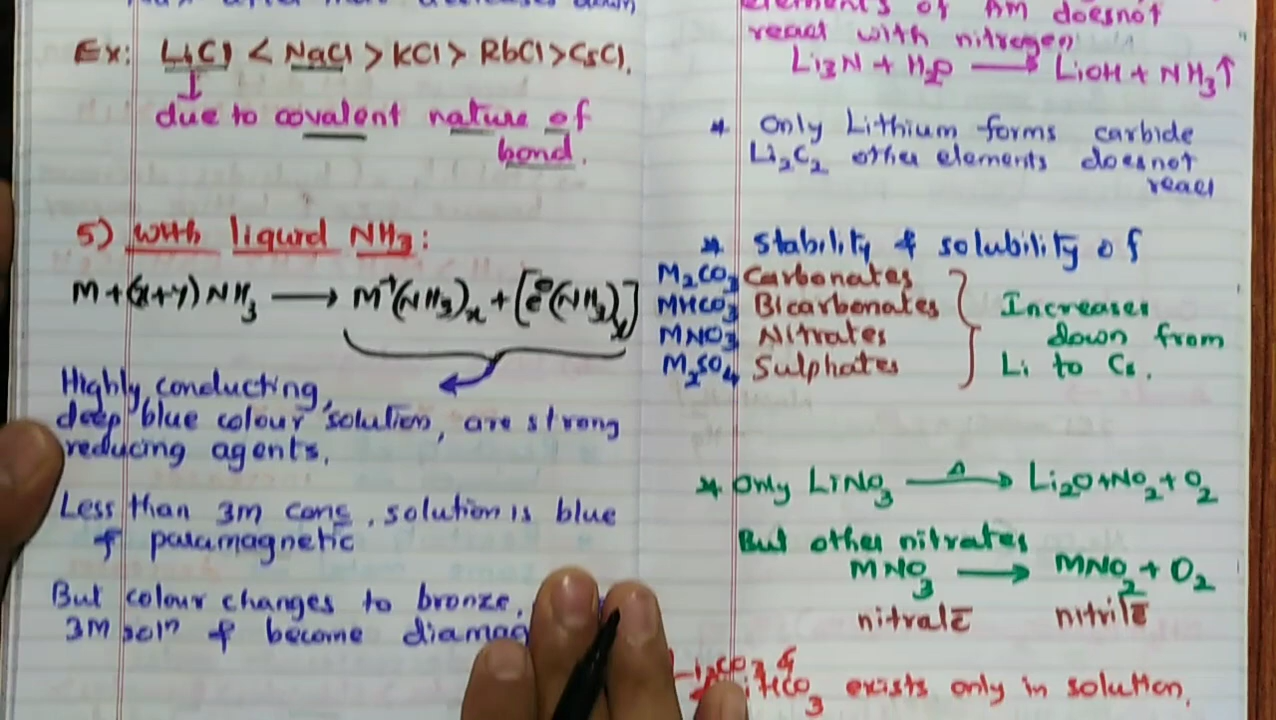 Ex: LiCl < NaCl > KCl > RbCl > CsCl.
due to covalent nature of
bond.
5) With liquid NH3:
M+(x+y)NH3 → M+(NH3)x + [e⊖(NH3)y]
Highly conducting,
deep blue colour solution, are strong
reducing agents.
Less than 3M conc, solution is blue
& paramagnetic
But colour changes to bronze,
3M soln & become diamag
elements of AM doesnot
react with nitrogen
Li3N + H2O → LiOH + NH3↑
* Only Lithium forms carbide
Li2C2 other elements doesnot
react
* Stability & solubility of
M2CO3 Carbonates
MHCO3 Bicarbonates
MNO3 Nitrates
M2SO4 Sulphates
Increases
down from
Li to Cs.
* Only LiNO3 Δ→ Li2O+NO2+O2
But other nitrates
MNO3 → MNO2 + O2
nitrate nitrite
Li2CO3 &
HCO3 exists only in solution.